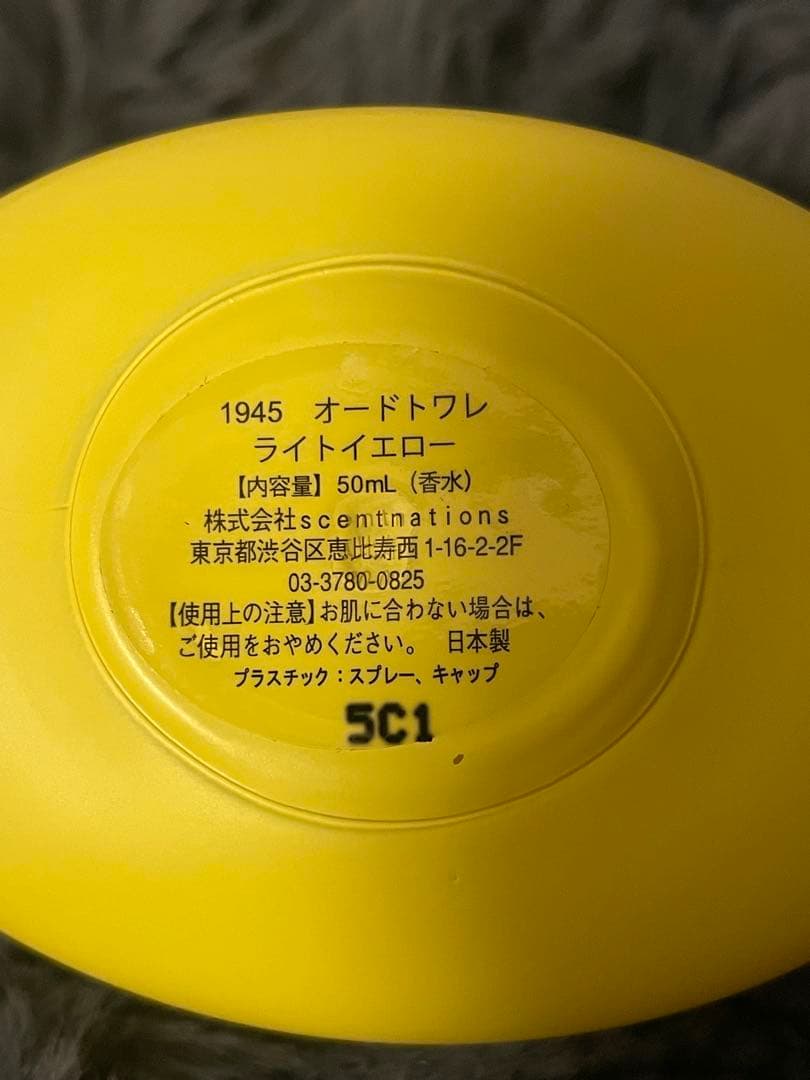 1945　オードトワレ
ライトイエロー
【内容量】50mL（香水）
株式会社scentnations
東京都渋谷区恵比寿西1-16-2-2F
03-3780-0825
【使用上の注意】お肌に合わない場合は、
ご使用をおやめください。　日本製
プラスチック：スプレー、キャップ
5C1